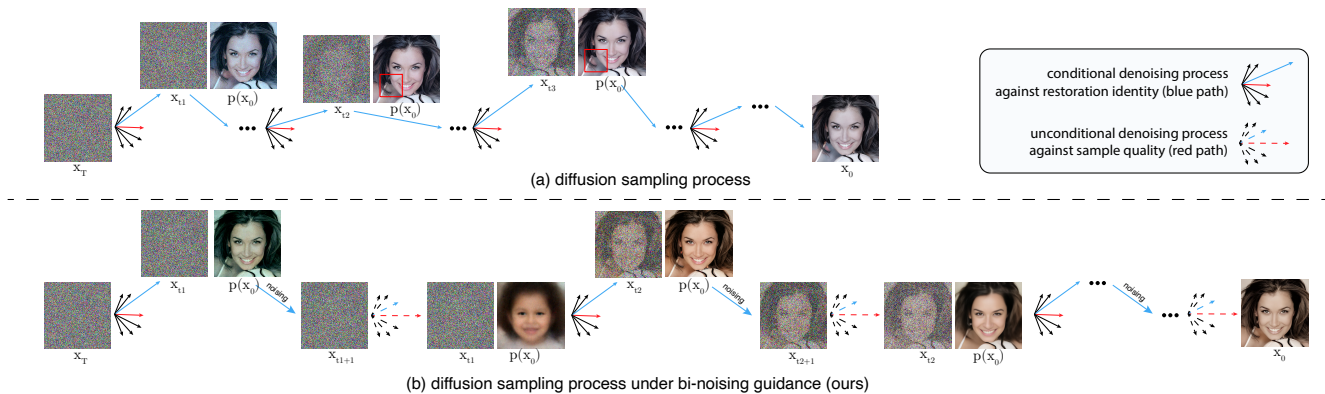 x_T
x_t1
p(x_0)
x_t2
p(x_0)
x_t3
p(x_0)
x_0
conditional denoising process
against restoration identity (blue path)
unconditional denoising process
against sample quality (red path)
(a) diffusion sampling process
x_T
x_t1
p(x_0)
noising
x_t1+1
x_t1
p(x_0)
x_t2
p(x_0)
noising
x_t2+1
x_t2
p(x_0)
noising
x_0
(b) diffusion sampling process under bi-noising guidance (ours)